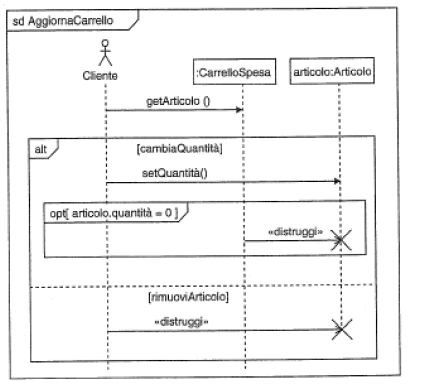 sd AggiornaCarrello
Cliente
:CarrelloSpesa
articolo:Articolo
getArticolo ()
alt
[cambiaQuantità]
setQuantità()
opt[ articolo.quantità = 0 ]
«distruggi»
[rimuoviArticolo]
«distruggi»